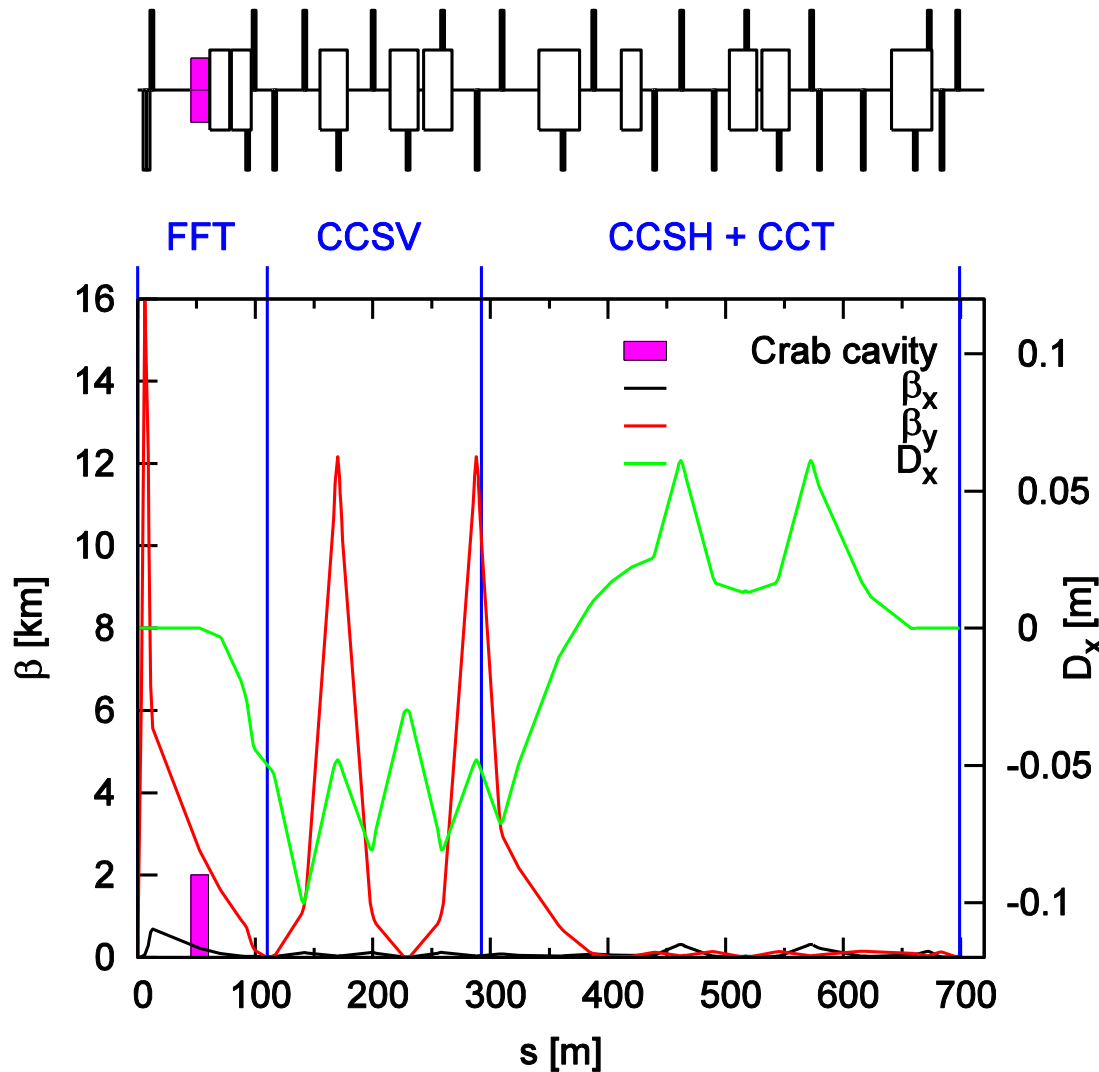 FFT CCSV CCSH + CCT
16
14
12
10
8
6
4
2
0
β [km]
Crab cavity
βx
βy
Dx
0.1
0.05
0
-0.05
-0.1
Dx [m]
0 100 200 300 400 500 600 700
s [m]